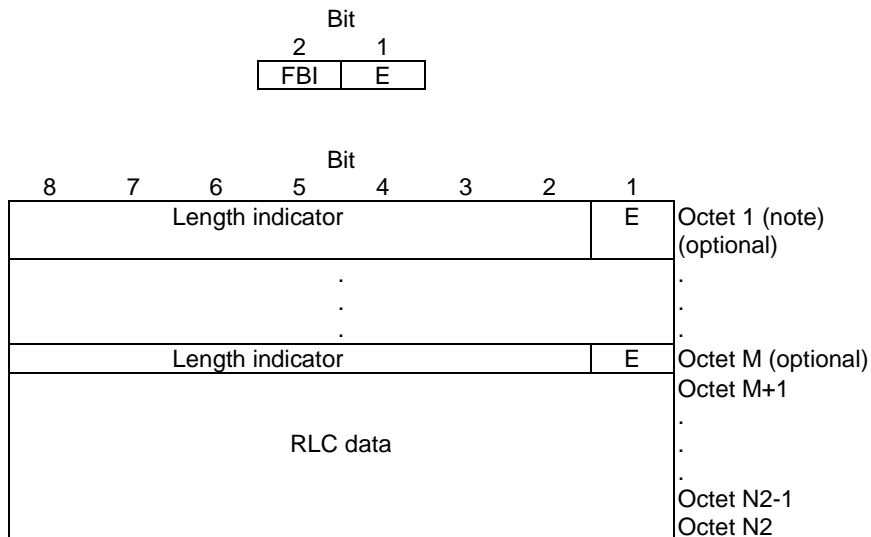 Bit
2 1
FBI E
Bit
8 7 6 5 4 3 2 1
Length indicator E Octet 1 (note)
(optional)
. .
. .
. .
Length indicator E Octet M (optional)
Octet M+1
.
RLC data .
.
Octet N2-1
Octet N2